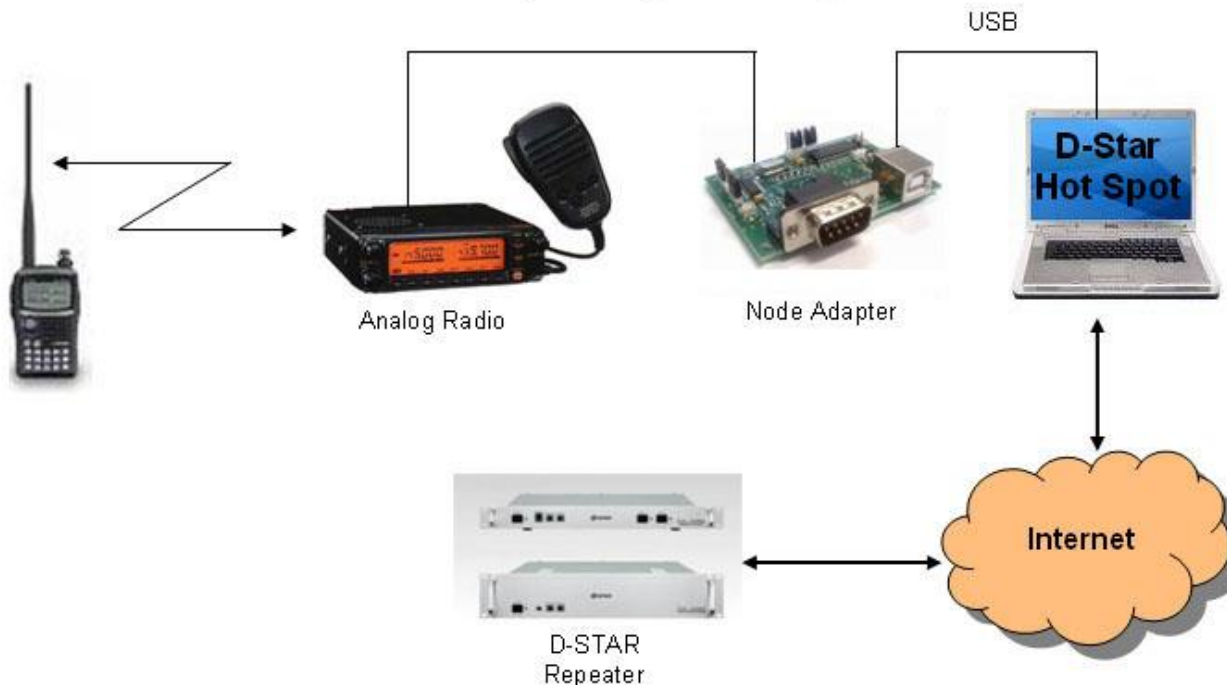 USB
D-Star
Hot Spot
Analog Radio
Node Adapter
Internet
D-STAR
Repeater